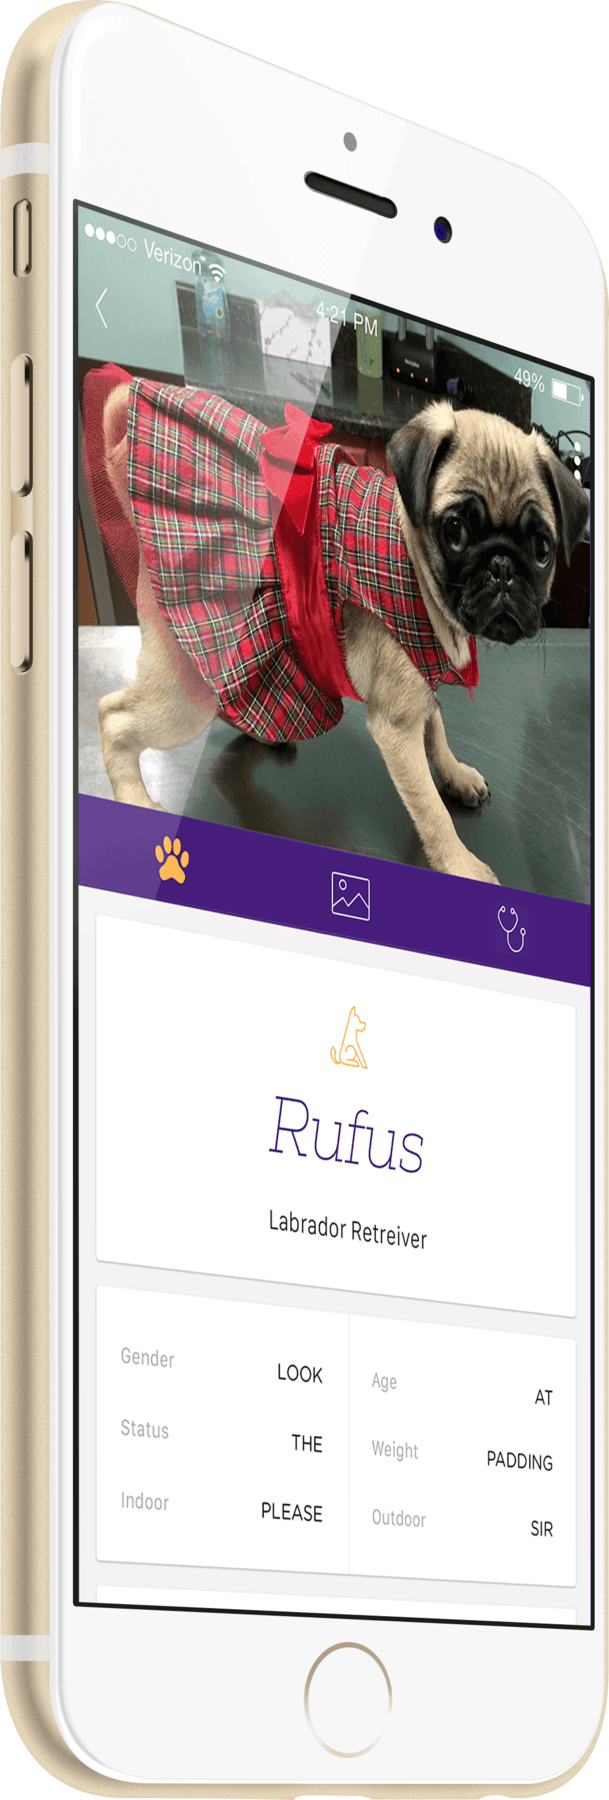 Verizon
4:21 PM
49%
Rufus
Labrador Retreiver
Gender LOOK Age AT
Status THE Weight PADDING
Indoor PLEASE Outdoor SIR